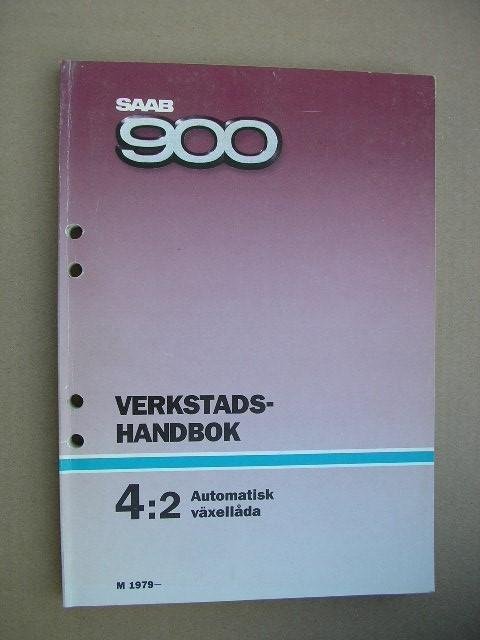 SAAB
900
VERKSTADS-
HANDBOK
4:2 Automatisk
växellåda
M 1979–